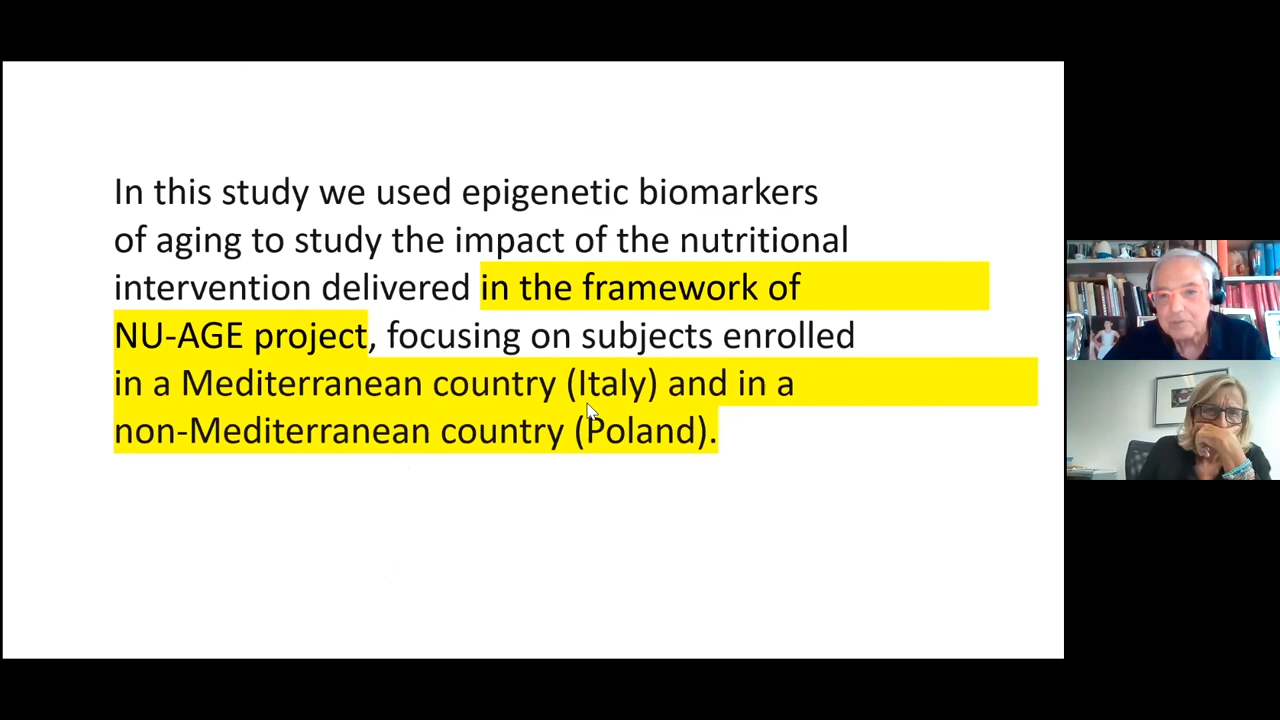 In this study we used epigenetic biomarkers
of aging to study the impact of the nutritional
intervention delivered in the framework of
NU-AGE project, focusing on subjects enrolled
in a Mediterranean country (Italy) and in a
non-Mediterranean country (Poland).